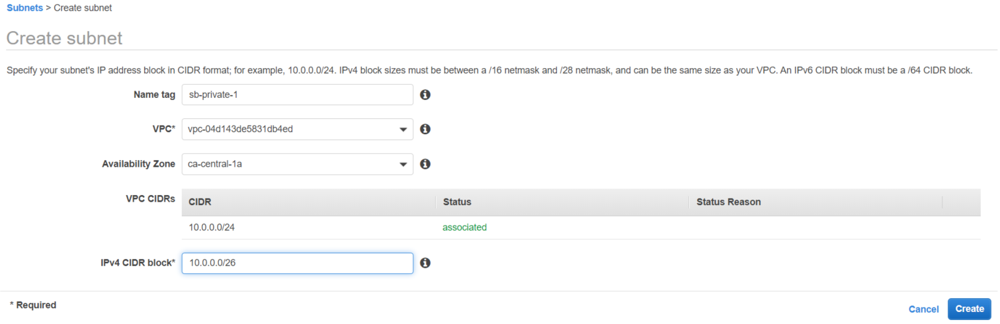 Subnets > Create subnet
Create subnet
Specify your subnet's IP address block in CIDR format; for example, 10.0.0.0/24. IPv4 block sizes must be between a /16 netmask and /28 netmask, and can be the same size as your VPC. An IPv6 CIDR block must be a /64 CIDR block.
Name tag sb-private-1
VPC* vpc-04d143de5831db4ed
Availability Zone ca-central-1a
VPC CIDRs CIDR Status Status Reason
10.0.0.0/24 associated
IPv4 CIDR block* 10.0.0.0/26
* Required Cancel Create